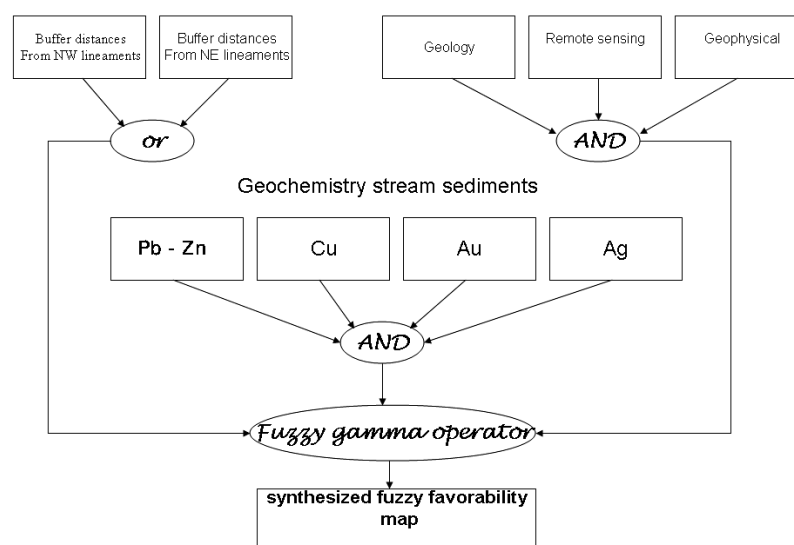 Buffer distances
From NW lineaments
Buffer distances
From NE lineaments
Geology
Remote sensing
Geophysical
or
AND
Geochemistry stream sediments
Pb - Zn
Cu
Au
Ag
AND
Fuzzy gamma operator
synthesized fuzzy favorability
map